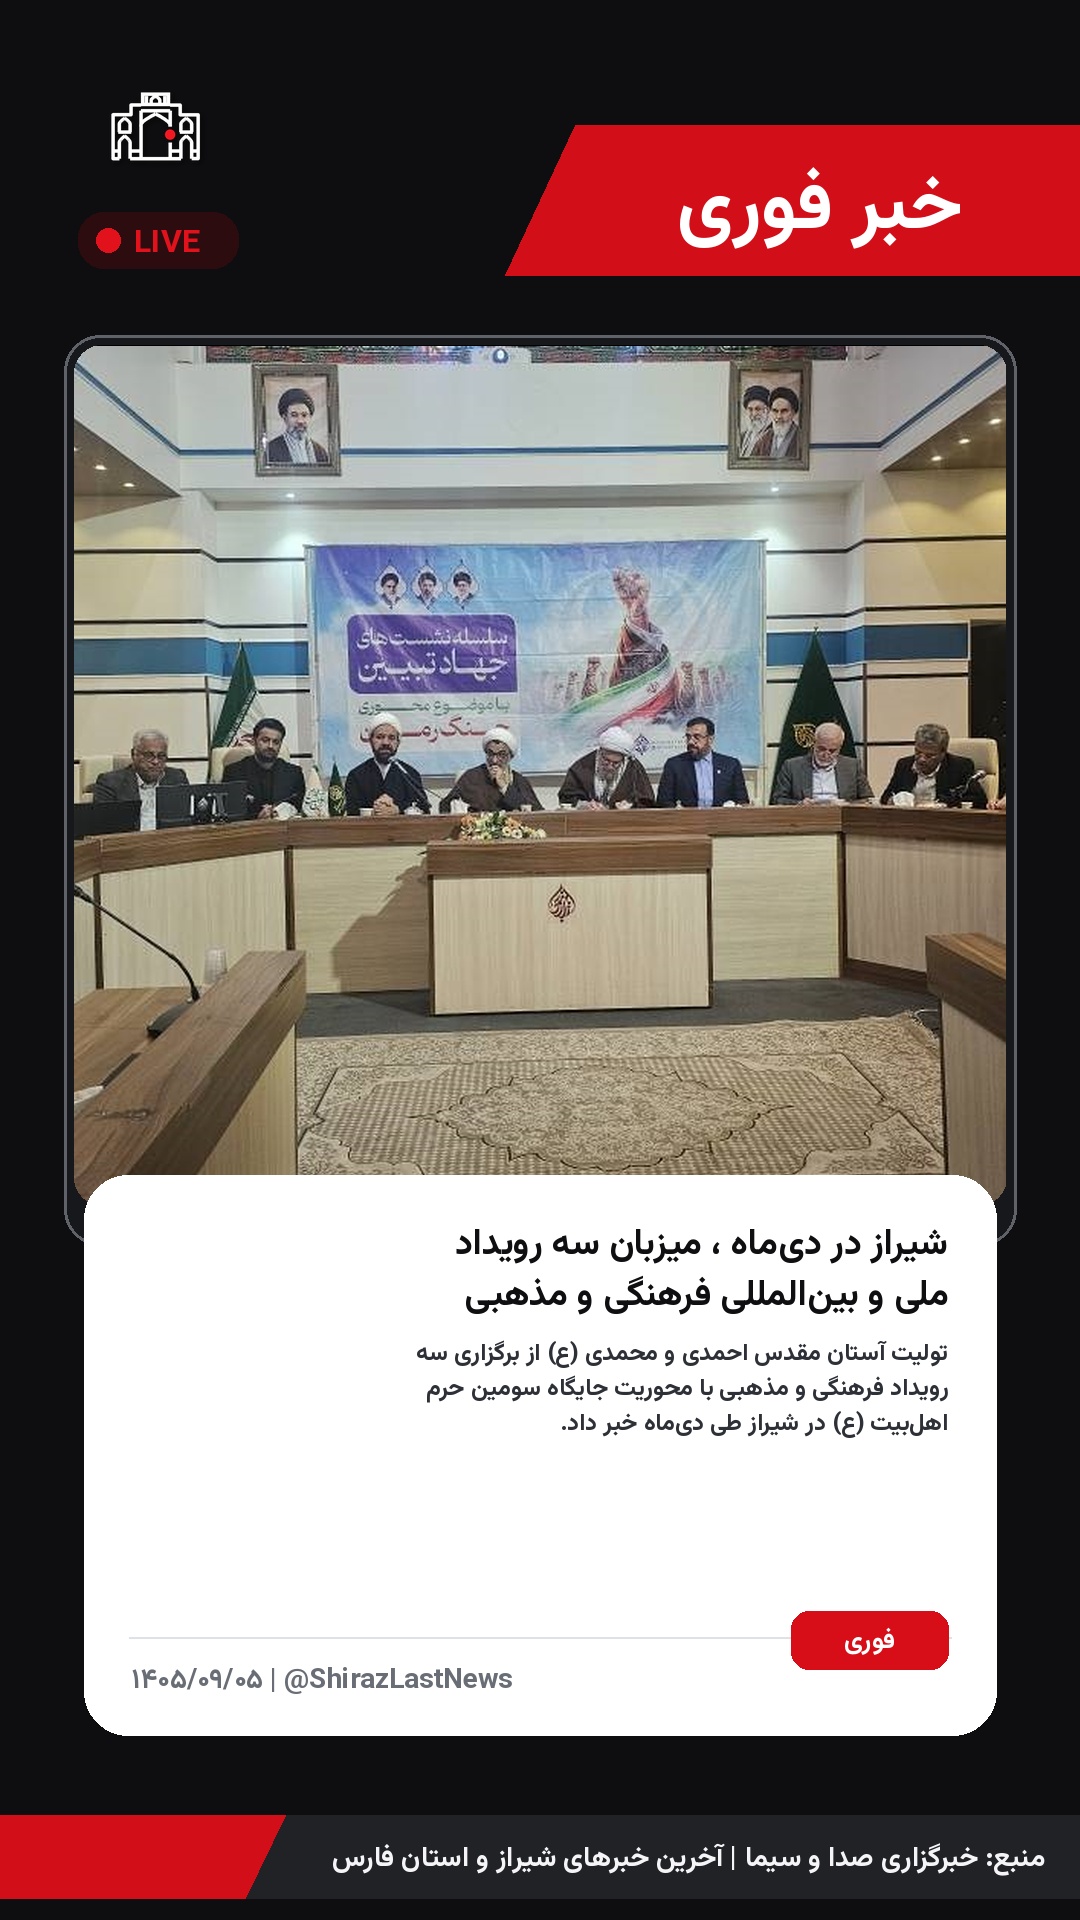 خبر فوری
LIVE
سلسله نشست‌های
جهاد تبیین
با موضوع محوری
جنگ رمضان
شیراز در دی‌ماه ، میزبان سه رویداد
ملی و بین‌المللی فرهنگی و مذهبی
تولیت آستان مقدس احمدی و محمدی (ع) از برگزاری سه
رویداد فرهنگی و مذهبی با محوریت جایگاه سومین حرم
اهل‌بیت (ع) در شیراز طی دی‌ماه خبر داد.
فوری
۱۴۰۵/۰۹/۰۵ | @ShirazLastNews
منبع: خبرگزاری صدا و سیما | آخرین خبرهای شیراز و استان فارس